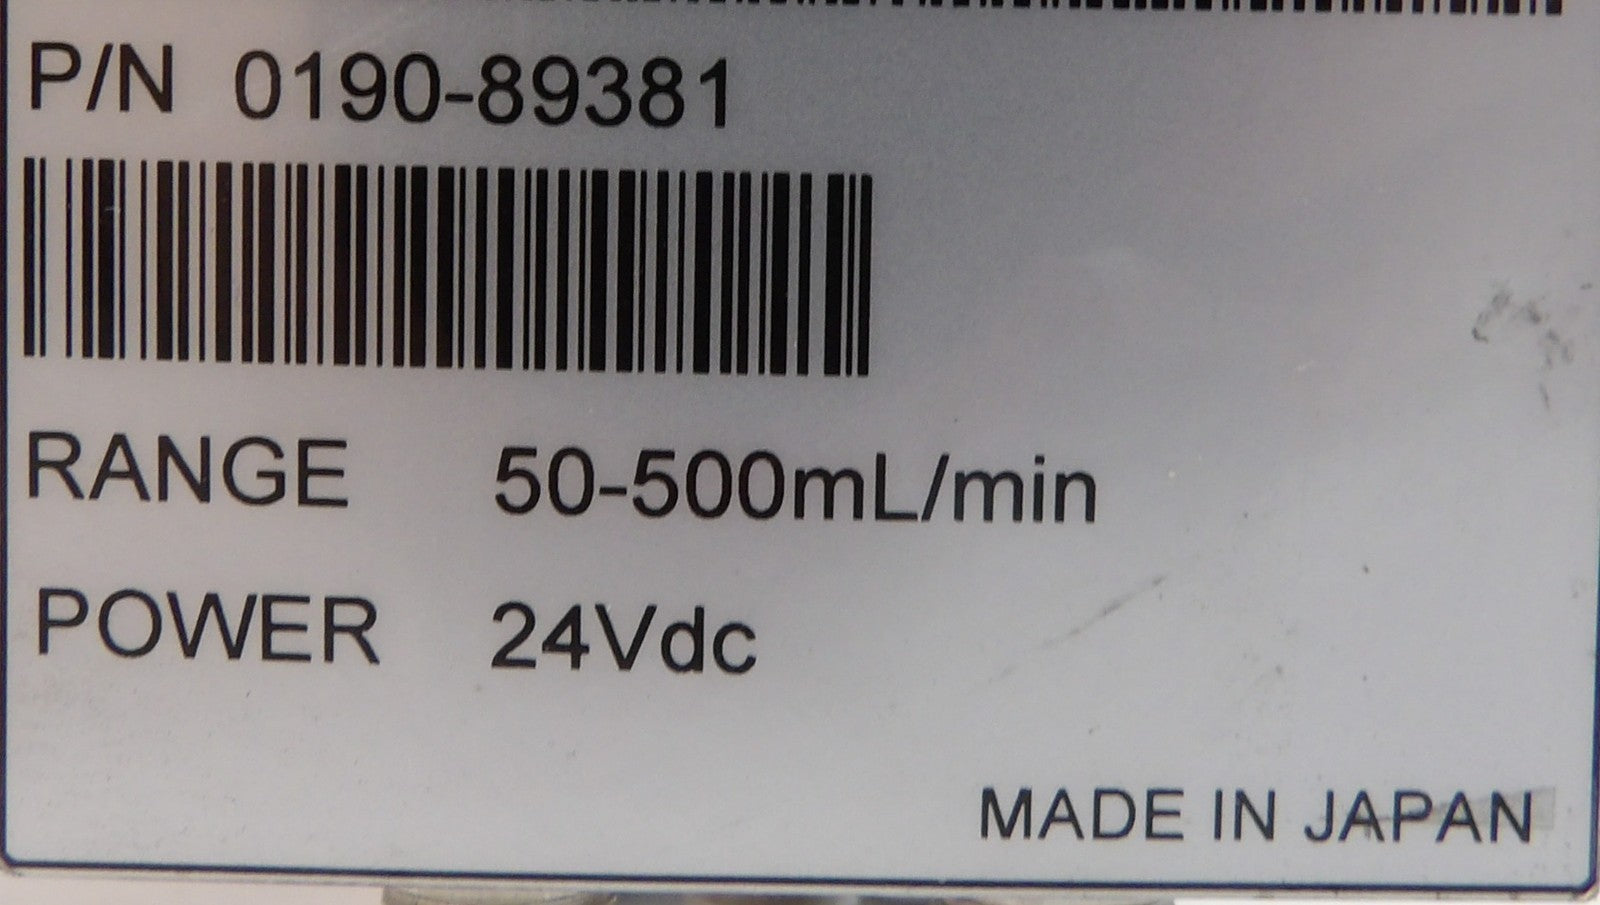 P/N 0190-89381
RANGE 50-500mL/min
POWER 24Vdc
MADE IN JAPAN